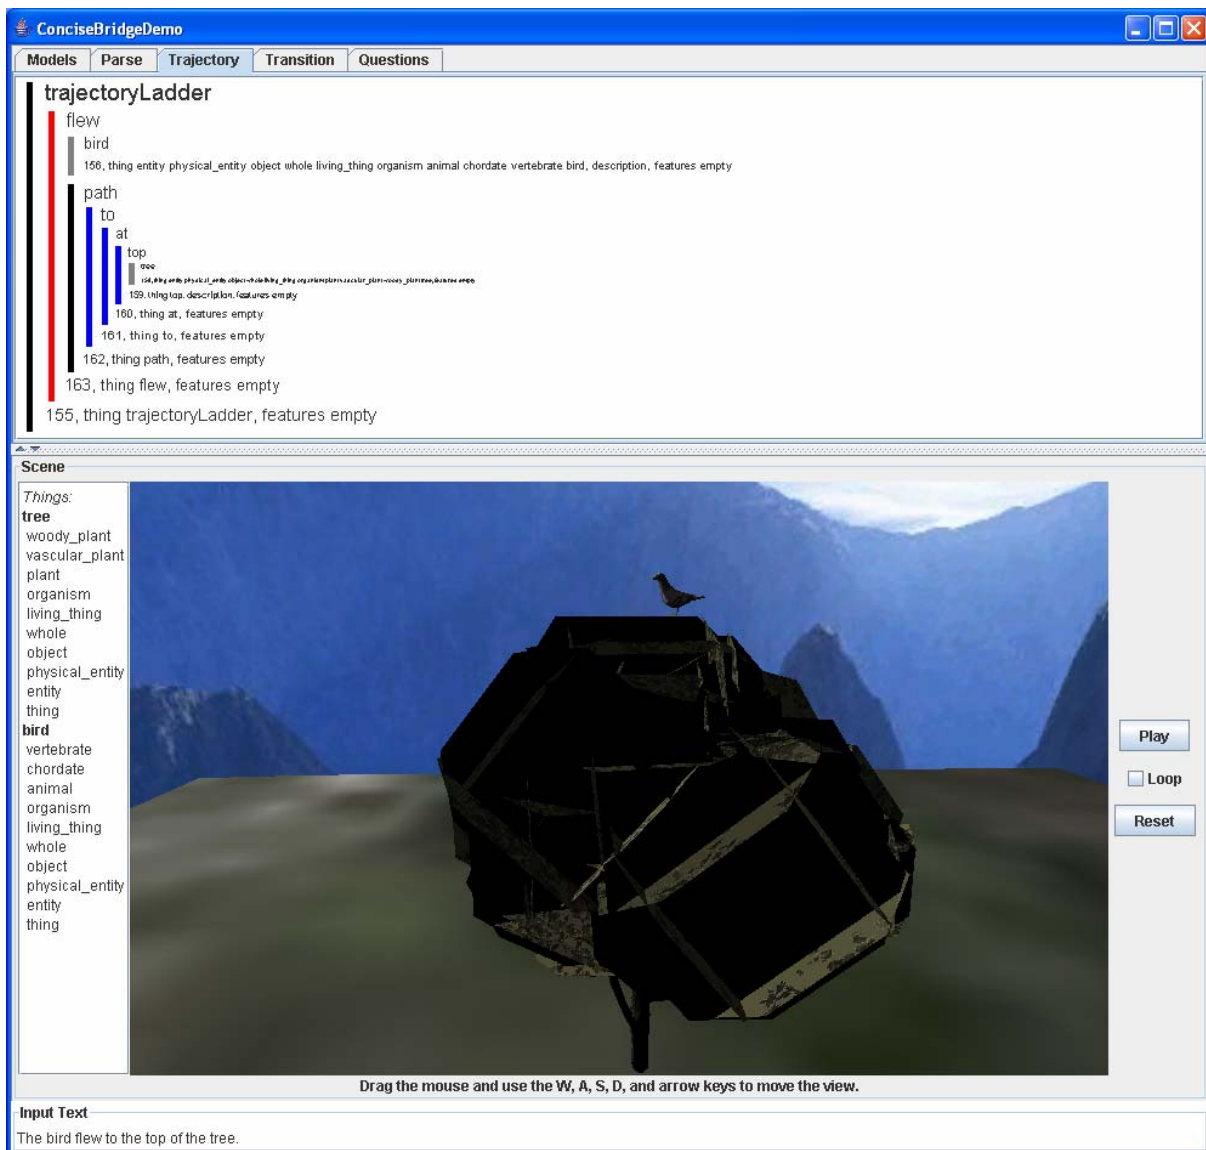 ConciseBridgeDemo
Models Parse Trajectory Transition Questions
trajectoryLadder
flew
bird
156, thing entity physical_entity object whole living_thing organism animal chordate vertebrate bird, description, features empty
path
to
at
top
tree
159, thing top, description, features empty
160, thing at, features empty
161, thing to, features empty
162, thing path, features empty
163, thing flew, features empty
155, thing trajectoryLadder, features empty
Scene
Things:
tree
woody_plant
vascular_plant
plant
organism
living_thing
whole
object
physical_entity
entity
thing
bird
vertebrate
chordate
animal
organism
living_thing
whole
object
physical_entity
entity
thing
Play
Loop
Reset
Drag the mouse and use the W, A, S, D, and arrow keys to move the view.
Input Text
The bird flew to the top of the tree.